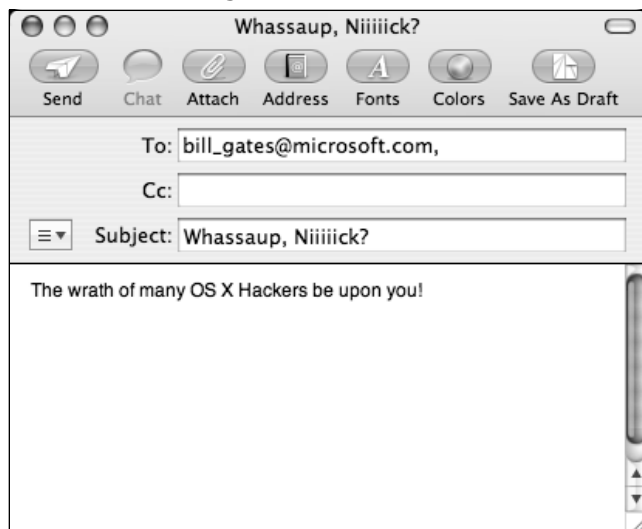 Whassaup, Niiiiick?
Send Chat Attach Address Fonts Colors Save As Draft
To: bill_gates@microsoft.com,
Cc:
Subject: Whassaup, Niiiiick?
The wrath of many OS X Hackers be upon you!